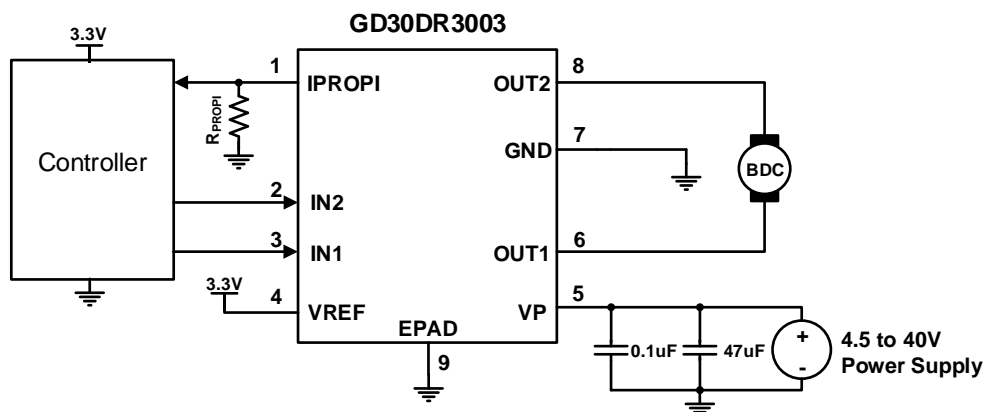 GD30DR3003
3.3V
1
IPROPI
OUT2
8
RPROPI
Controller
GND
7
BDC
2
IN2
3
IN1
OUT1
6
3.3V
4
VREF
VP
5
EPAD
9
0.1uF
47uF
+
-
4.5 to 40V
Power Supply